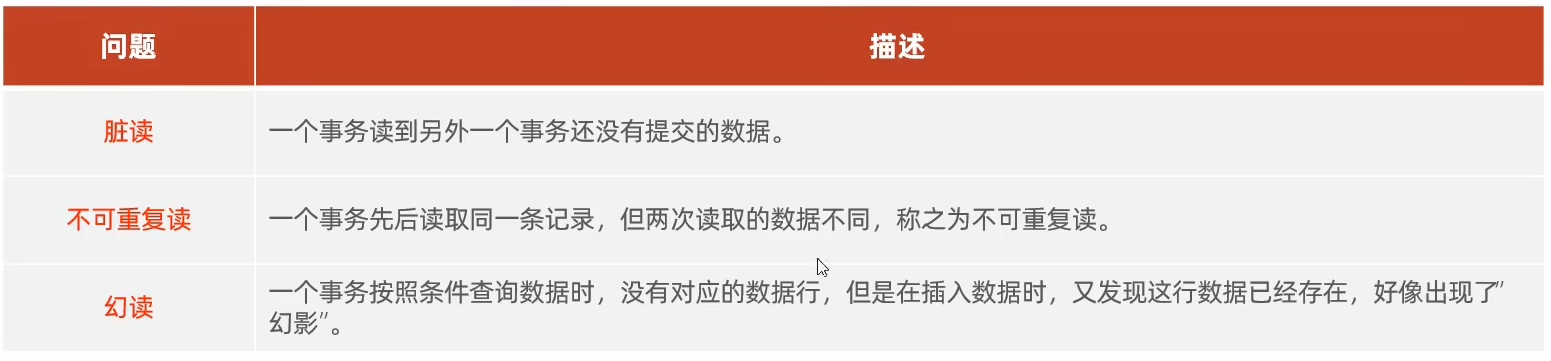 问题 描述
脏读 一个事务读到另外一个事务还没有提交的数据。
不可重复读 一个事务先后读取同一条记录，但两次读取的数据不同，称之为不可重复读。
幻读 一个事务按照条件查询数据时，没有对应的数据行，但是在插入数据时，又发现这行数据已经存在，好像出现了"
幻影"。